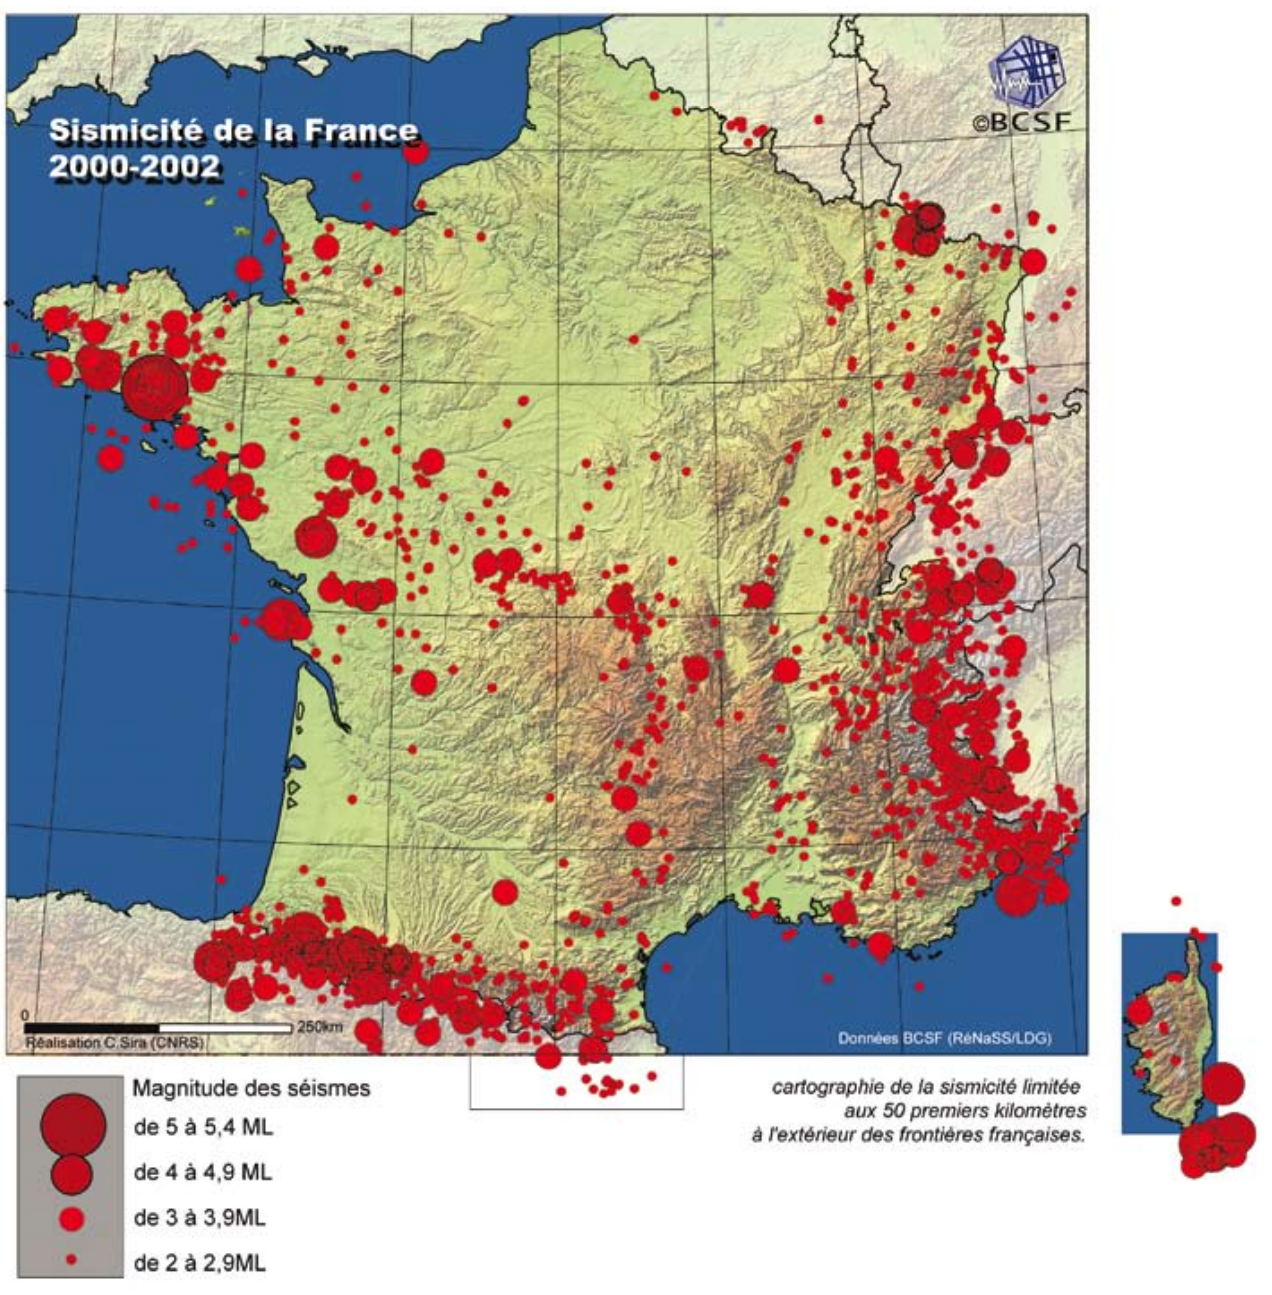 Sismicité de la France
2000-2002
©BCSF
0
250km
Réalisation C.Sira (CNRS)
Données BCSF (RéNaSS/LDG)
Magnitude des séismes
de 5 à 5,4 ML
de 4 à 4,9 ML
de 3 à 3,9ML
de 2 à 2,9ML
cartographie de la sismicité limitée
aux 50 premiers kilomètres
à l'extérieur des frontières françaises.